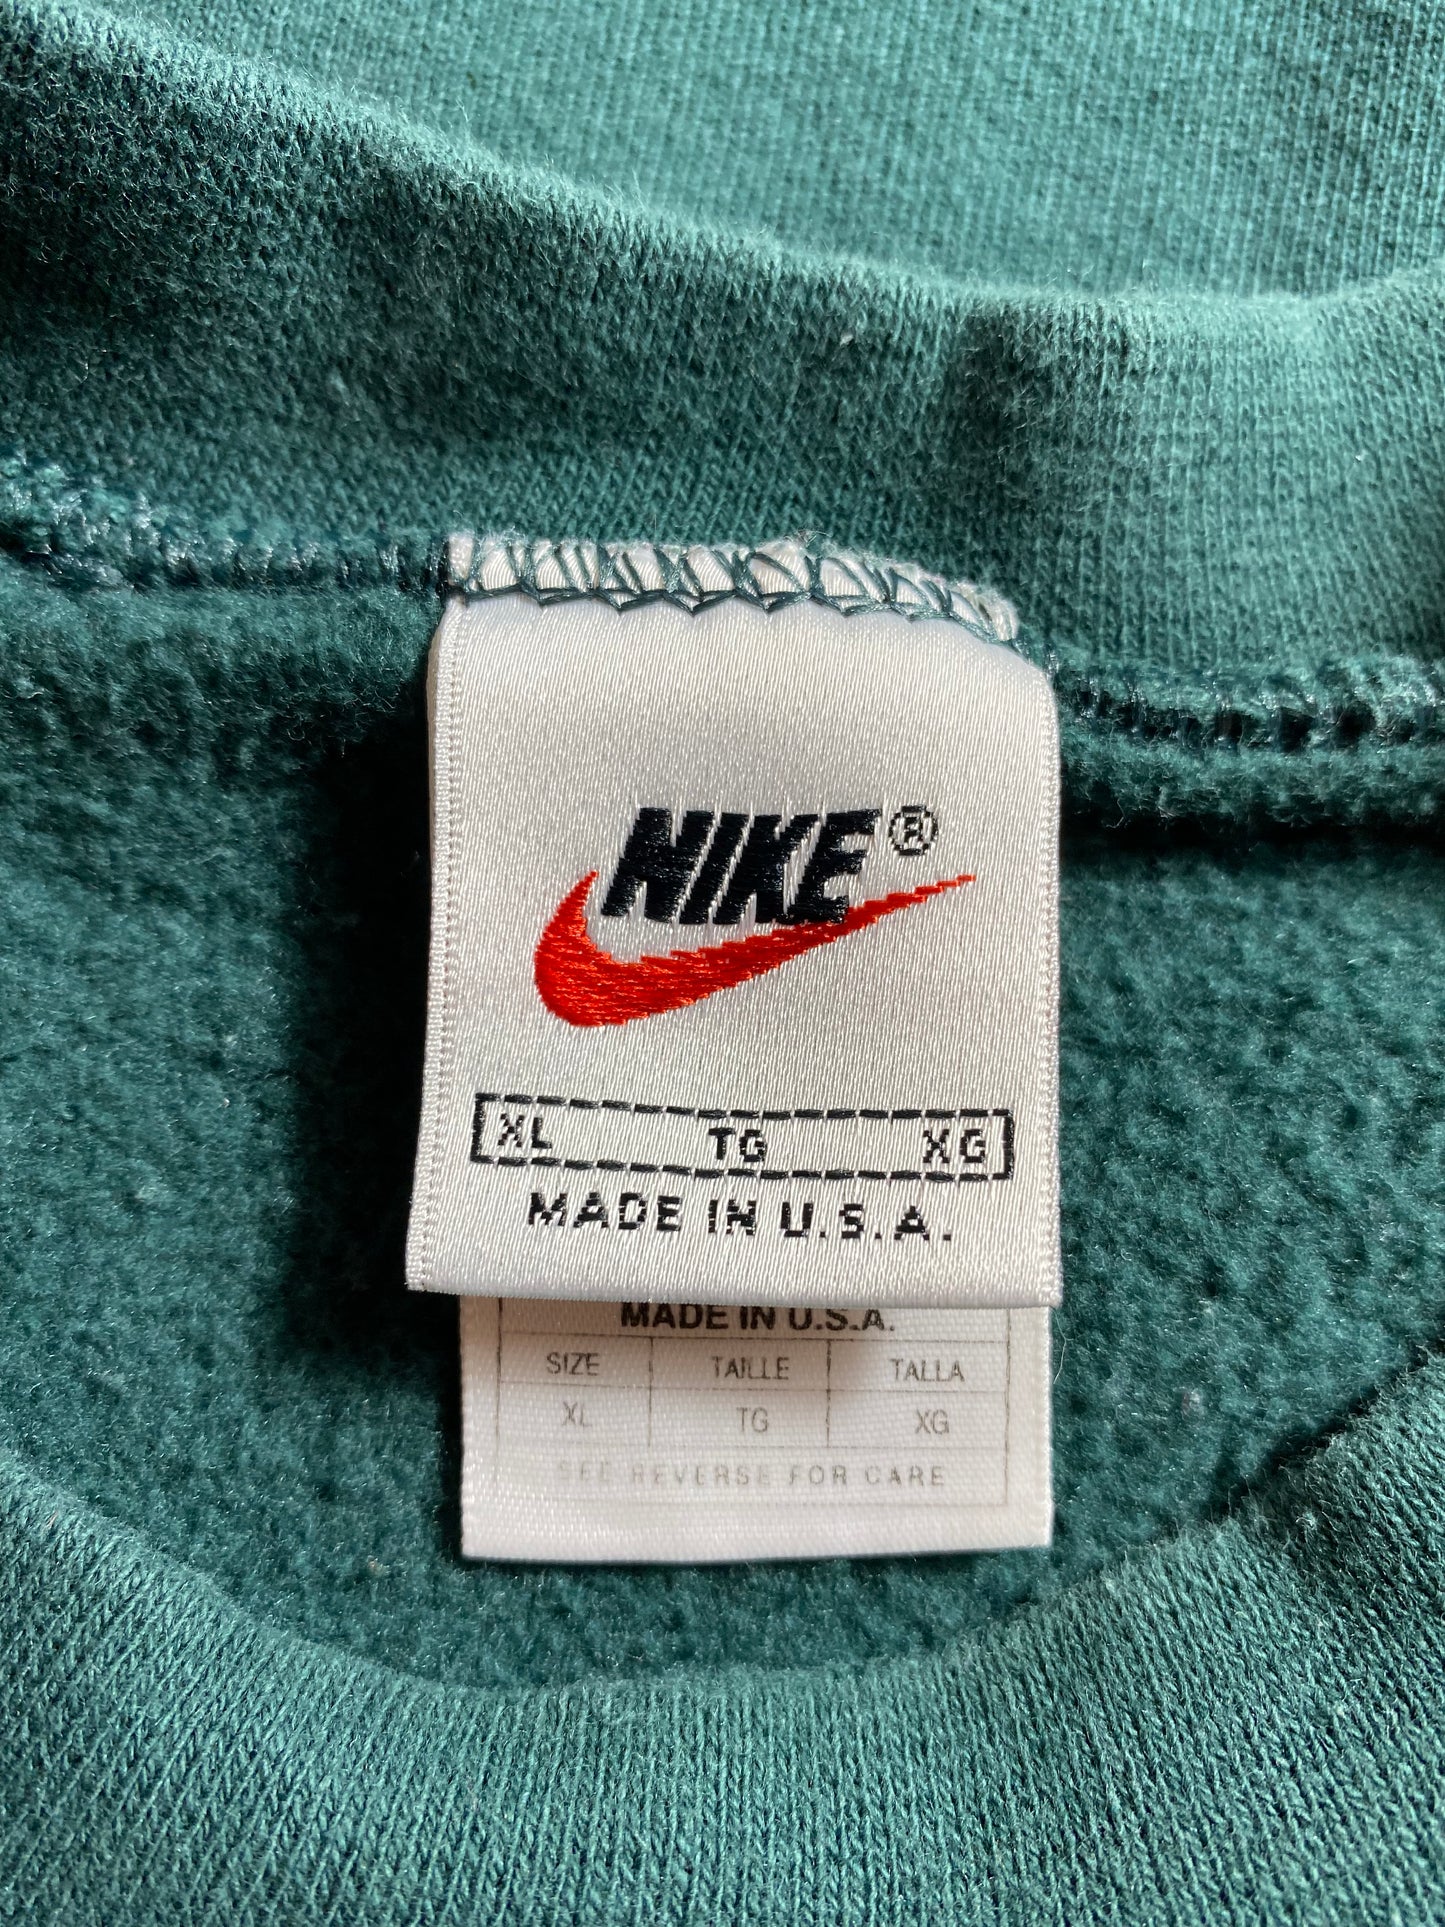 NIKE®
XL TG XG
MADE IN U.S.A.
MADE IN U.S.A.
SIZE TAILLE TALLA
XL TG XG
SEE REVERSE FOR CARE